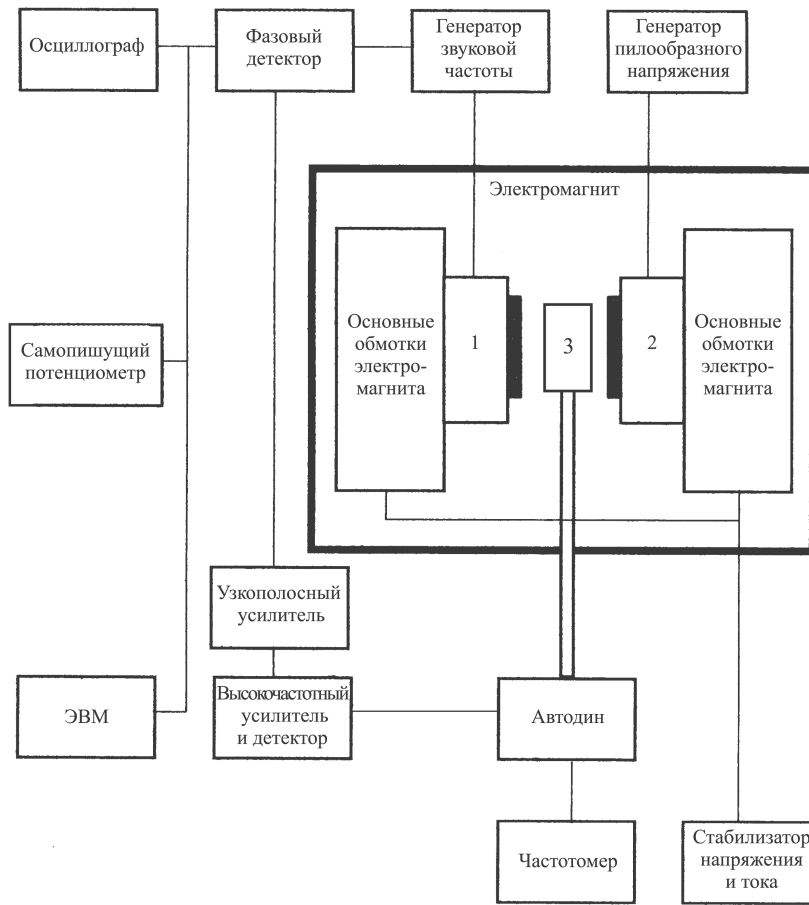 Осциллограф
Фазовый
детектор
Генератор
звуковой
частоты
Генератор
пилообразного
напряжения
Электромагнит
Основные
обмотки
электро-
магнита
1
3
2
Основные
обмотки
электро-
магнита
Самопишущий
потенциометр
Узкополосный
усилитель
ЭВМ
Высокочастотный
усилитель
и детектор
Автодин
Частотомер
Стабилизатор
напряжения
и тока